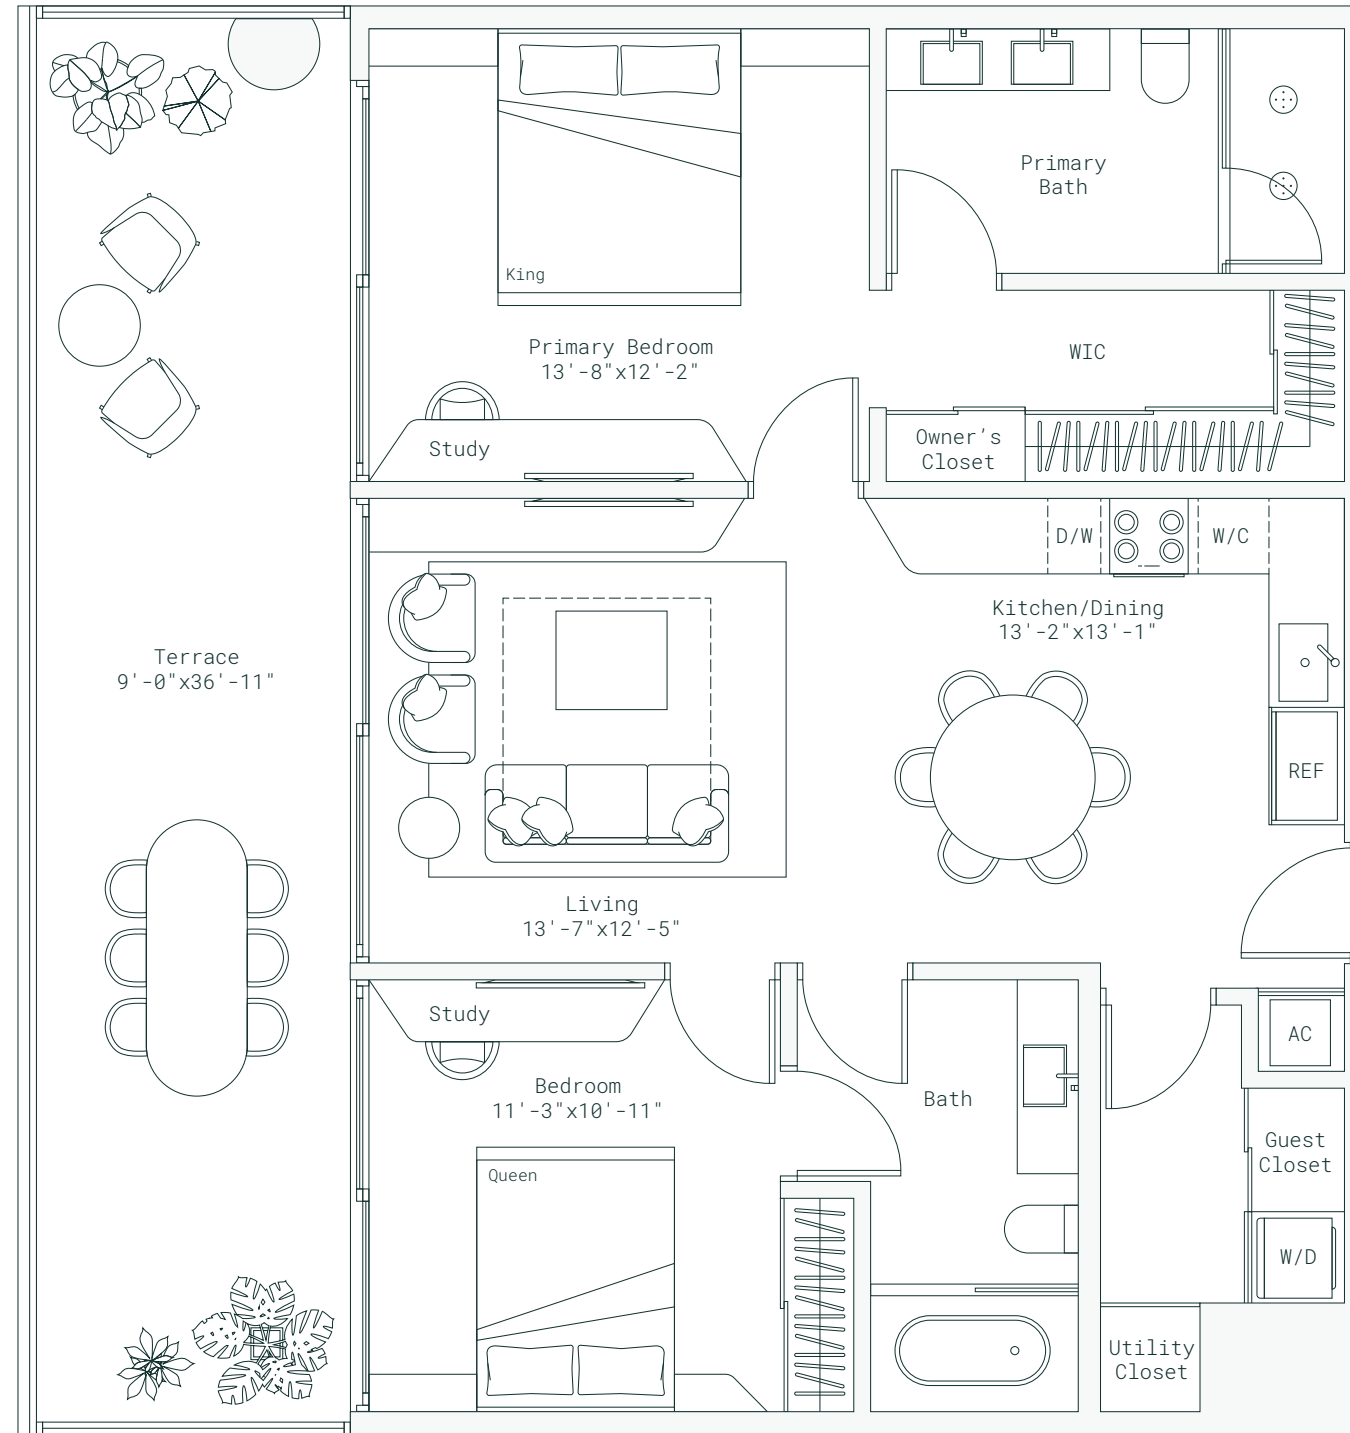 Primary
Bath
King
Primary Bedroom
13'-8"x12'-2"
WIC
Study
Owner’s
Closet
D/W
W/C
Kitchen/Dining
13'-2"x13'-1"
Terrace
9'-0"x36'-11"
REF
Living
13'-7"x12'-5"
Study
AC
Bedroom
11'-3"x10'-11"
Bath
Guest
Closet
Queen
W/D
Utility
Closet